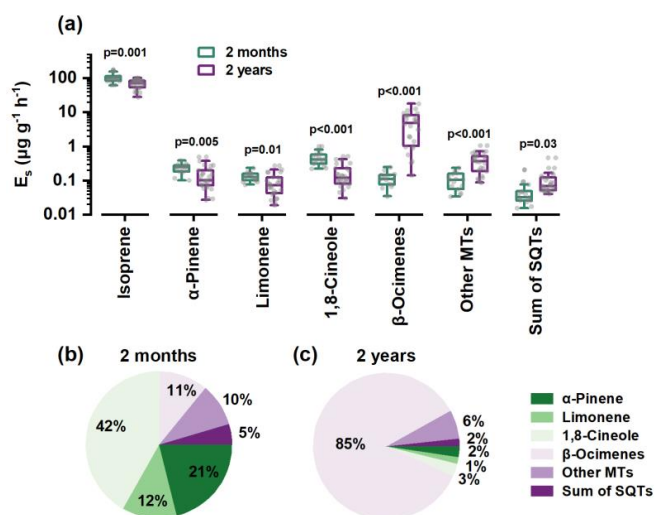 (a)
2 months
2 years
p=0.001
p=0.005
p=0.01
p<0.001
p<0.001
p<0.001
p=0.03
Es (μg g⁻¹ h⁻¹)
100
10
1
0.1
0.01
Isoprene
α-Pinene
Limonene
1,8-Cineole
β-Ocimenes
Other MTs
Sum of SQTs
(b)
2 months
11%
10%
5%
21%
12%
42%
(c)
2 years
85%
6%
2%
2%
1%
3%
α-Pinene
Limonene
1,8-Cineole
β-Ocimenes
Other MTs
Sum of SQTs